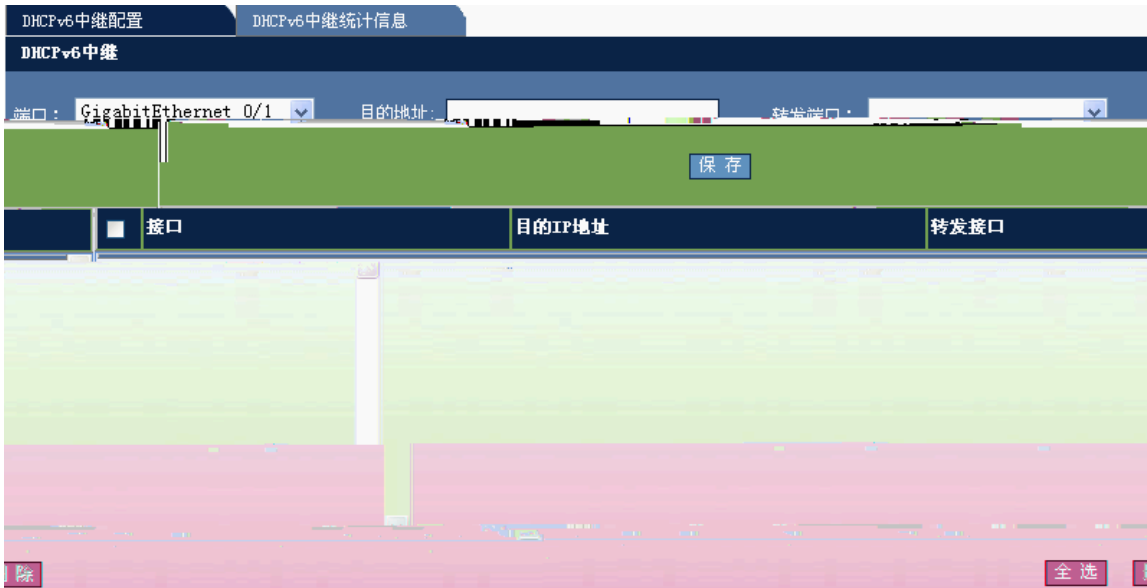 DHCPv6中继配置 DHCPv6中继统计信息
DHCPv6中继
端口： GigabitEthernet 0/1 目的地址: 转发端口：
保 存
接口 目的IP地址 转发接口
除 全 选